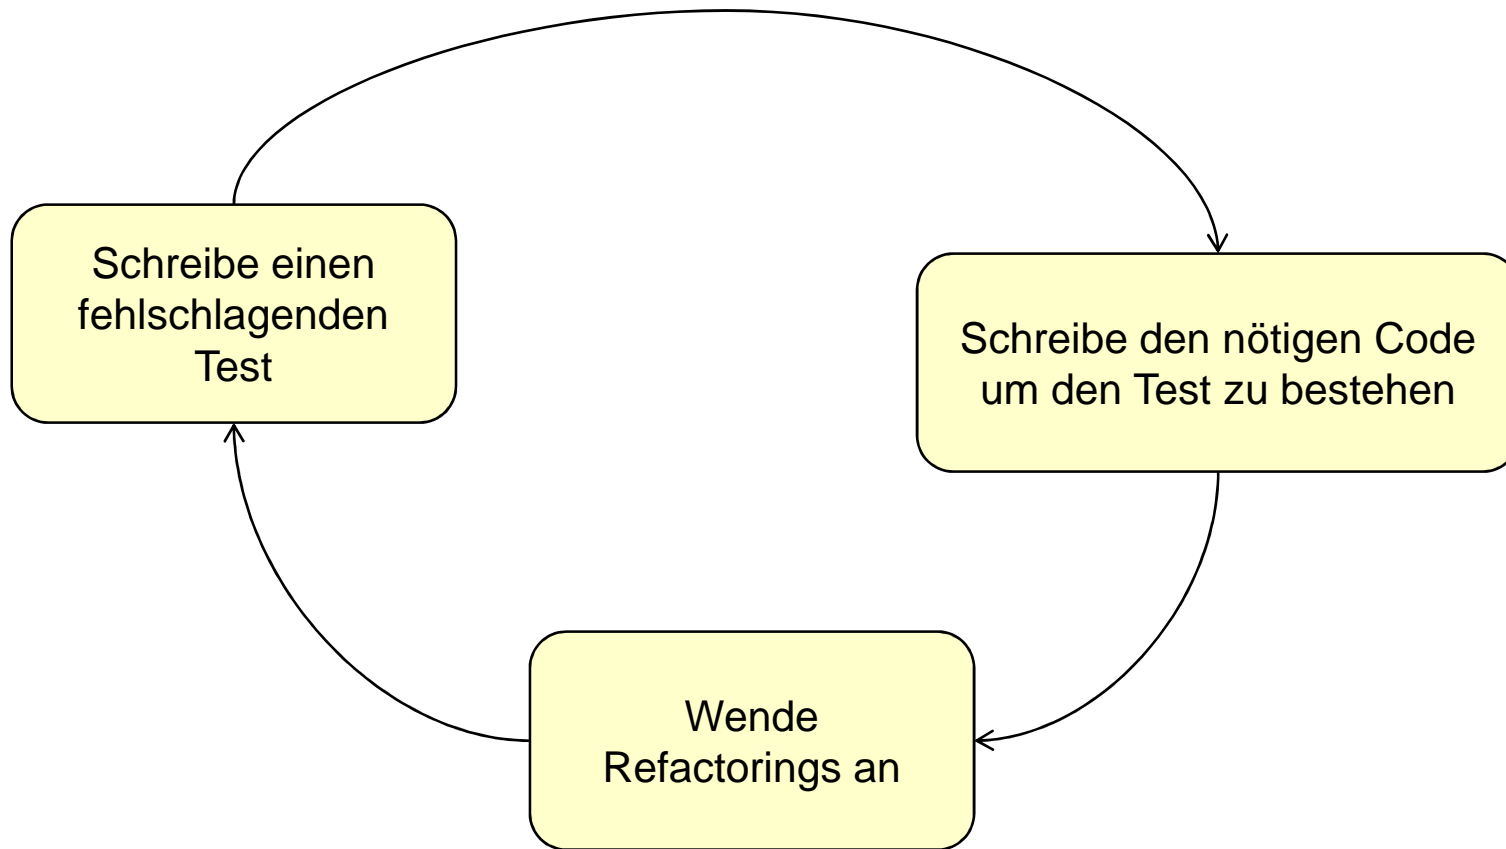 Schreibe einen
fehlschlagenden
Test
Schreibe den nötigen Code
um den Test zu bestehen
Wende
Refactorings an